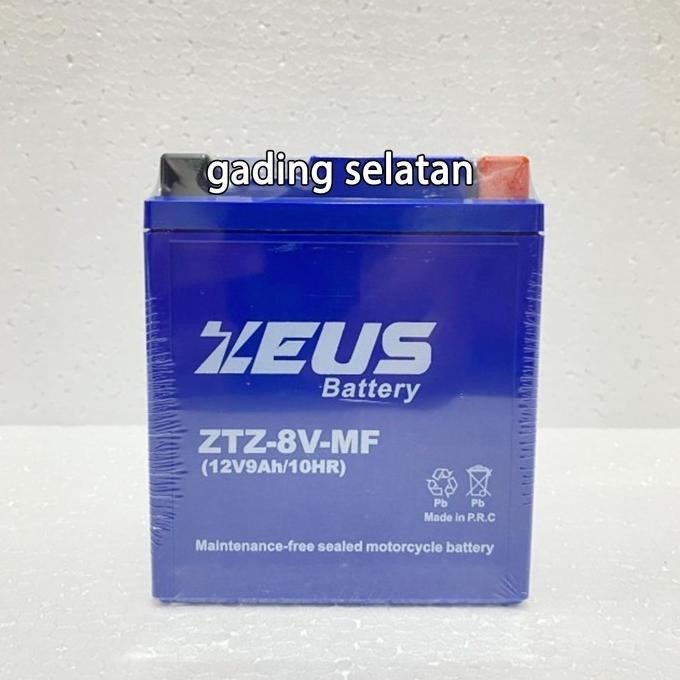 gading selatan
ZEUS
Battery
ZTZ-8V-MF
(12V9Ah/10HR)
Pb Pb
Made in P.R.C
Maintenance-free sealed motorcycle battery